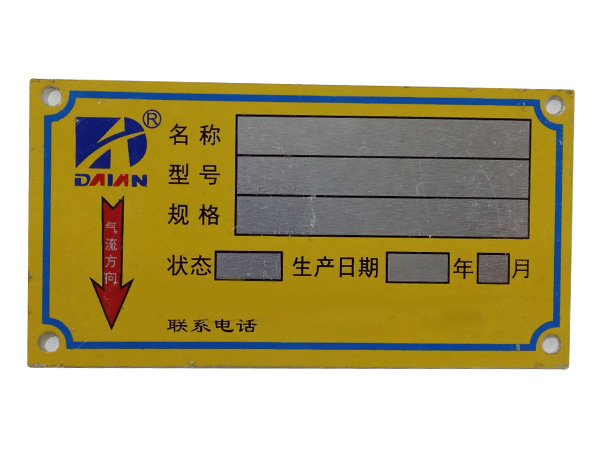 DAIAN ®
名称
型号
规格
气流方向
状态 生产日期 年 月
联系电话